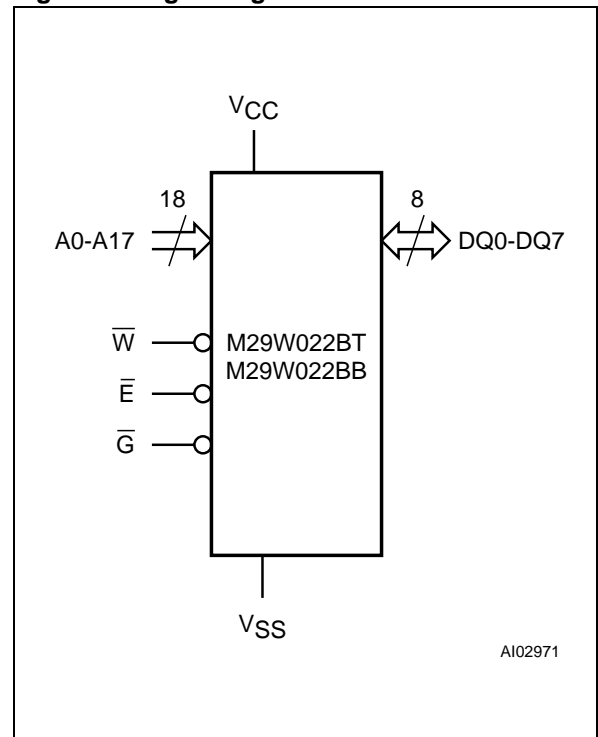 VCC
18
8
A0-A17
DQ0-DQ7
W̅
M29W022BT
M29W022BB
E̅
G̅
VSS
AI02971